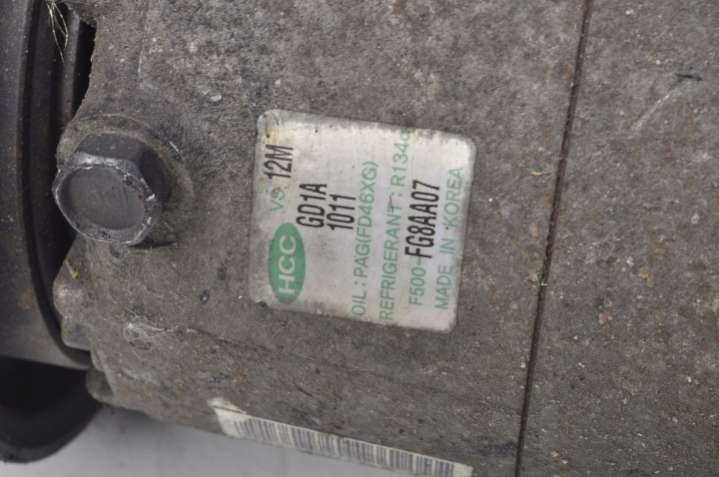 HCC VS 12M
GD1A
1011
OIL : PAG(FD46XG)
REFRIGERANT : R134a
F500-FG8AA07
MADE IN KOREA